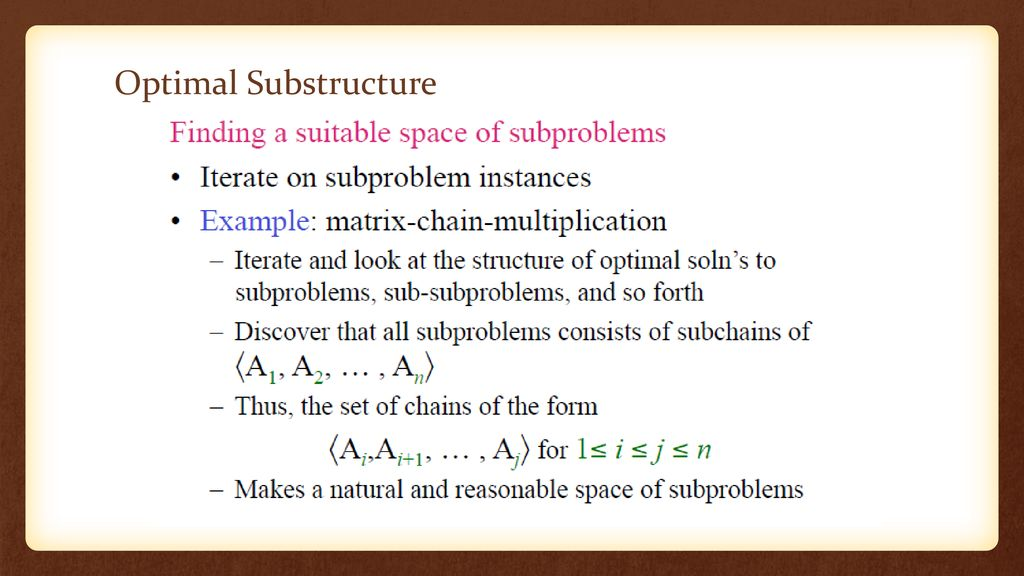 Optimal Substructure
Finding a suitable space of subproblems
• Iterate on subproblem instances
• Example: matrix-chain-multiplication
– Iterate and look at the structure of optimal soln's to
subproblems, sub-subproblems, and so forth
– Discover that all subproblems consists of subchains of
⟨A₁, A₂, … , Aₙ⟩
– Thus, the set of chains of the form
⟨Aᵢ,Aᵢ₊₁, … , Aⱼ⟩ for 1≤ i ≤ j ≤ n
– Makes a natural and reasonable space of subproblems